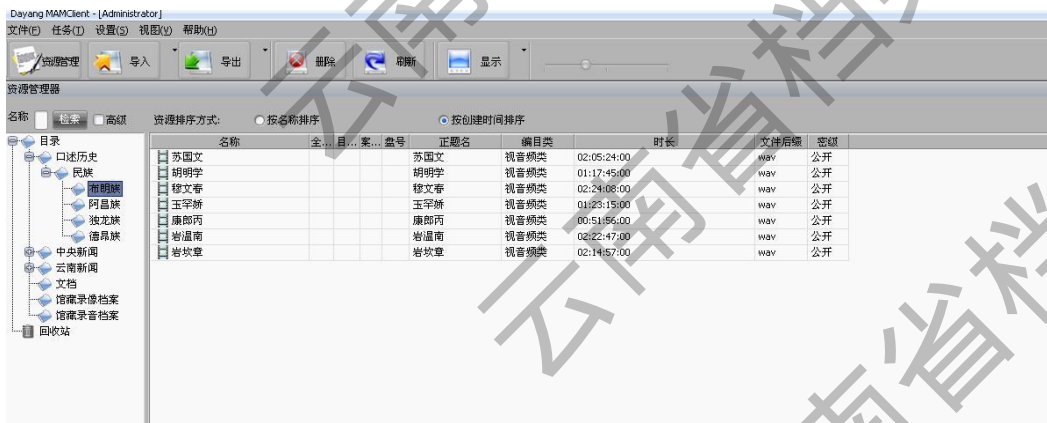 Dayang MAMClient - [Administrator]
文件(F) 任务(T) 设置(S) 视图(V) 帮助(H)
资源管理 导入 导出 删除 刷新 显示
资源管理器
名称 检索 高级 资源排序方式: 按名称排序 按创建时间排序
目录
口述历史
民族
布明族
阿昌族
独龙族
德昂族
中央新闻
云南新闻
文档
馆藏录像档案
馆藏录音档案
回收站
名称 全... 目... 案... 盘号 正题名 编目类 时长 文件后缀 密级
苏国文 苏国文 视音频类 02:05:24:00 wav 公开
胡明学 胡明学 视音频类 01:17:45:00 wav 公开
穆文春 穆文春 视音频类 02:24:08:00 wav 公开
玉罕娇 玉罕娇 视音频类 01:23:15:00 wav 公开
康郎丙 康郎丙 视音频类 00:51:56:00 wav 公开
岩温南 岩温南 视音频类 02:22:47:00 wav 公开
岩坎章 岩坎章 视音频类 02:14:57:00 wav 公开
云南省档
云南省档